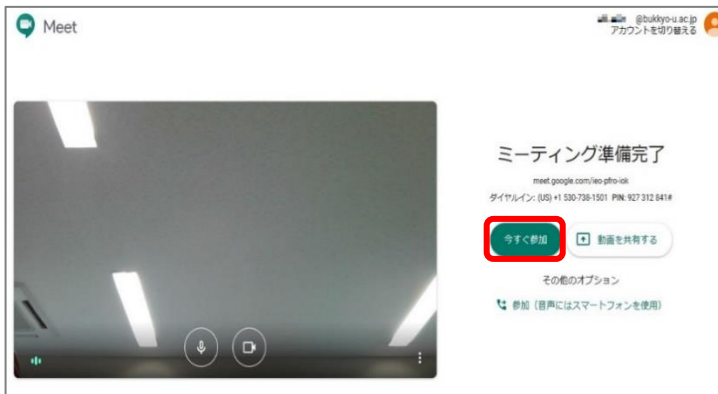 Meet
@bukkyo-u.ac.jp
アカウントを切り替える
ミーティング準備完了
meet.google.com/ieo-pfro-iok
ダイヤルイン: (US) +1 530-738-1501 PIN: 927 312 841#
今すぐ参加
動画を共有する
その他のオプション
参加（音声にはスマートフォンを使用）